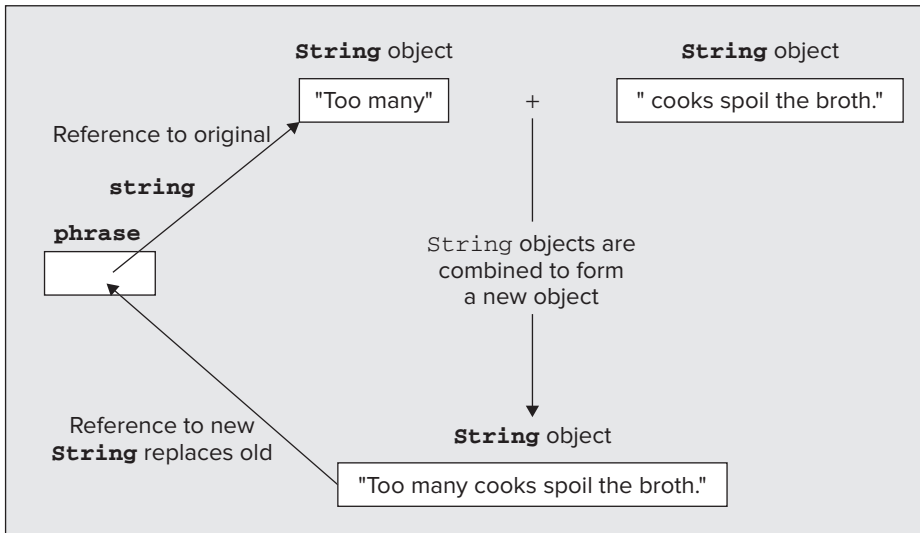 String object
String object
"Too many"
+
" cooks spoil the broth."
Reference to original
string
phrase
String objects are
combined to form
a new object
Reference to new
String replaces old
String object
"Too many cooks spoil the broth."